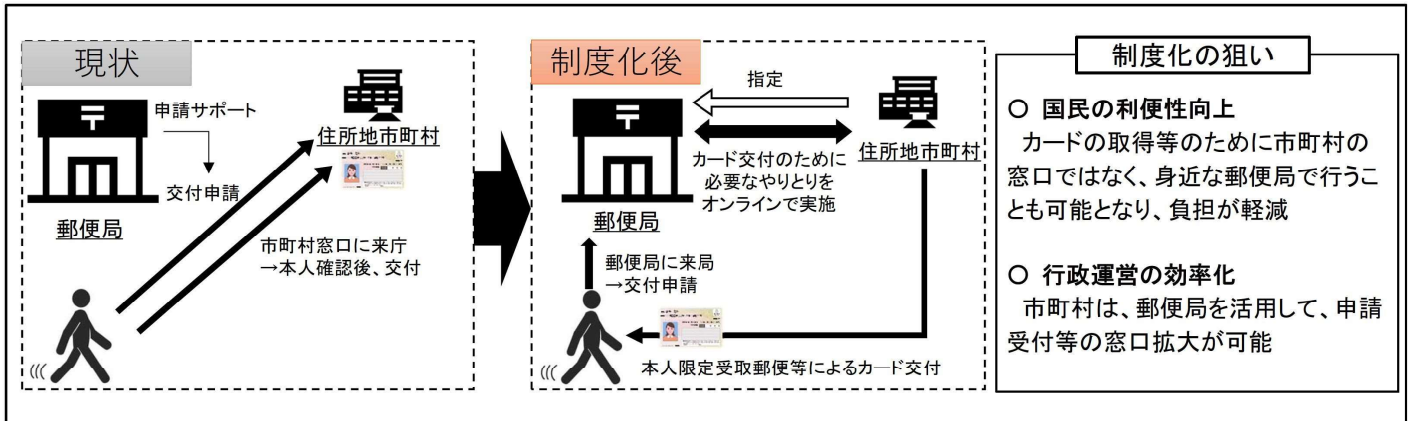 現状
申請サポート
交付申請
郵便局
住所地市町村
市町村窓口に来庁
→本人確認後、交付
制度化後
指定
住所地市町村
カード交付のために
必要なやりとりを
オンラインで実施
郵便局
郵便局に来局
→交付申請
本人限定受取郵便等によるカード交付
制度化の狙い
○ 国民の利便性向上
カードの取得等のために市町村の
窓口ではなく、身近な郵便局で行うこ
とも可能となり、負担が軽減
○ 行政運営の効率化
市町村は、郵便局を活用して、申請
受付等の窓口拡大が可能